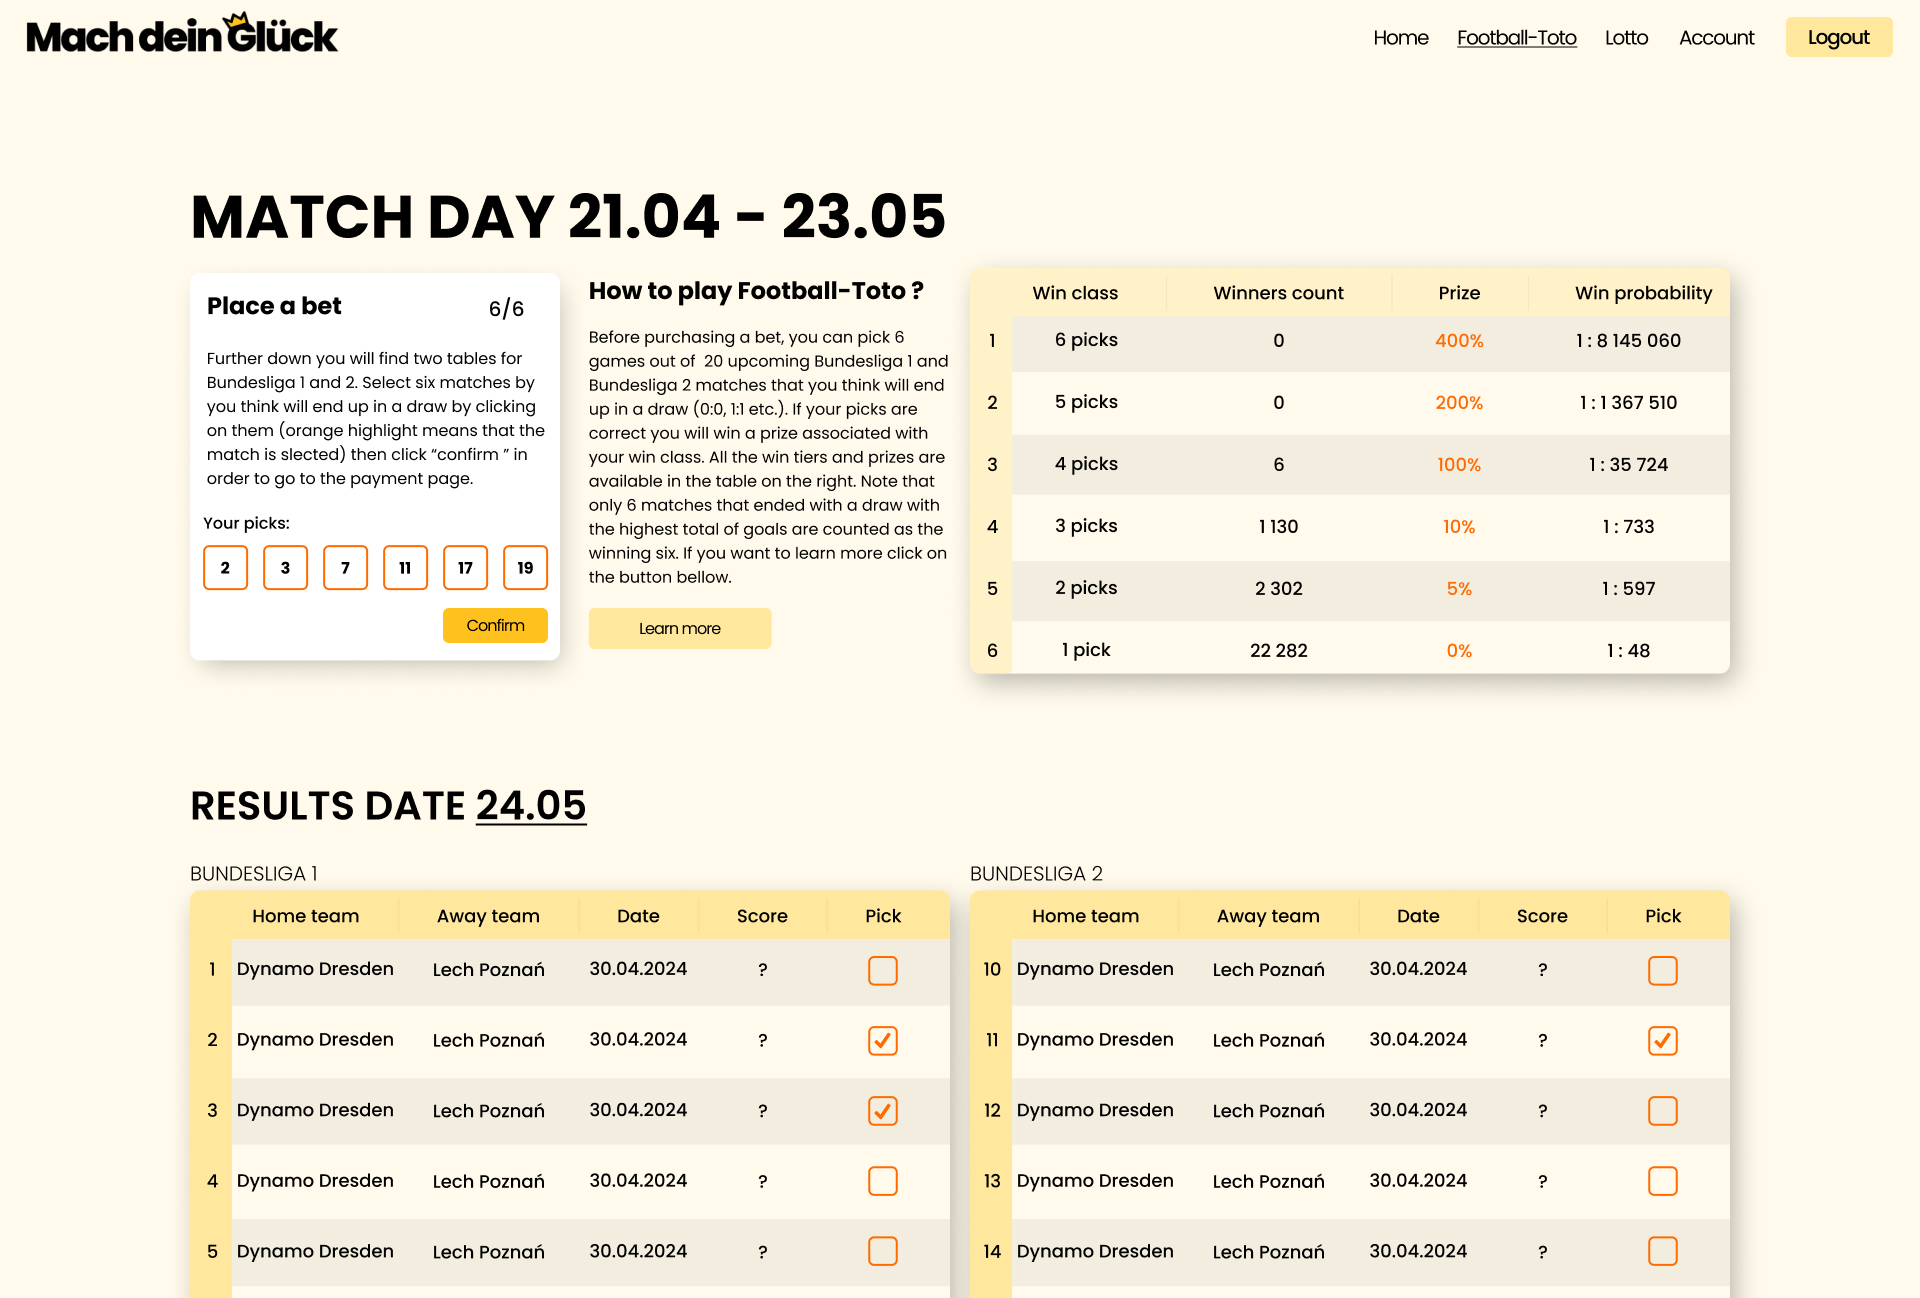 Mach dein Glück
Home Football-Toto Lotto Account Logout
MATCH DAY 21.04 - 23.05
Place a bet 6/6
Further down you will find two tables for
Bundesliga 1 and 2. Select six matches by
you think will end up in a draw by clicking
on them (orange highlight means that the
match is slected) then click “confirm ” in
order to go to the payment page.
Your picks:
2 3 7 11 17 19
Confirm
How to play Football-Toto ?
Before purchasing a bet, you can pick 6
games out of 20 upcoming Bundesliga 1 and
Bundesliga 2 matches that you think will end
up in a draw (0:0, 1:1 etc.). If your picks are
correct you will win a prize associated with
your win class. All the win tiers and prizes are
available in the table on the right. Note that
only 6 matches that ended with a draw with
the highest total of goals are counted as the
winning six. If you want to learn more click on
the button bellow.
Learn more
Win class Winners count Prize Win probability
1 6 picks 0 400% 1 : 8 145 060
2 5 picks 0 200% 1 : 1 367 510
3 4 picks 6 100% 1 : 35 724
4 3 picks 1 130 10% 1 : 733
5 2 picks 2 302 5% 1 : 597
6 1 pick 22 282 0% 1 : 48
RESULTS DATE 24.05
BUNDESLIGA 1
Home team Away team Date Score Pick
1 Dynamo Dresden Lech Poznań 30.04.2024 ?
2 Dynamo Dresden Lech Poznań 30.04.2024 ?
3 Dynamo Dresden Lech Poznań 30.04.2024 ?
4 Dynamo Dresden Lech Poznań 30.04.2024 ?
5 Dynamo Dresden Lech Poznań 30.04.2024 ?
BUNDESLIGA 2
Home team Away team Date Score Pick
10 Dynamo Dresden Lech Poznań 30.04.2024 ?
11 Dynamo Dresden Lech Poznań 30.04.2024 ?
12 Dynamo Dresden Lech Poznań 30.04.2024 ?
13 Dynamo Dresden Lech Poznań 30.04.2024 ?
14 Dynamo Dresden Lech Poznań 30.04.2024 ?